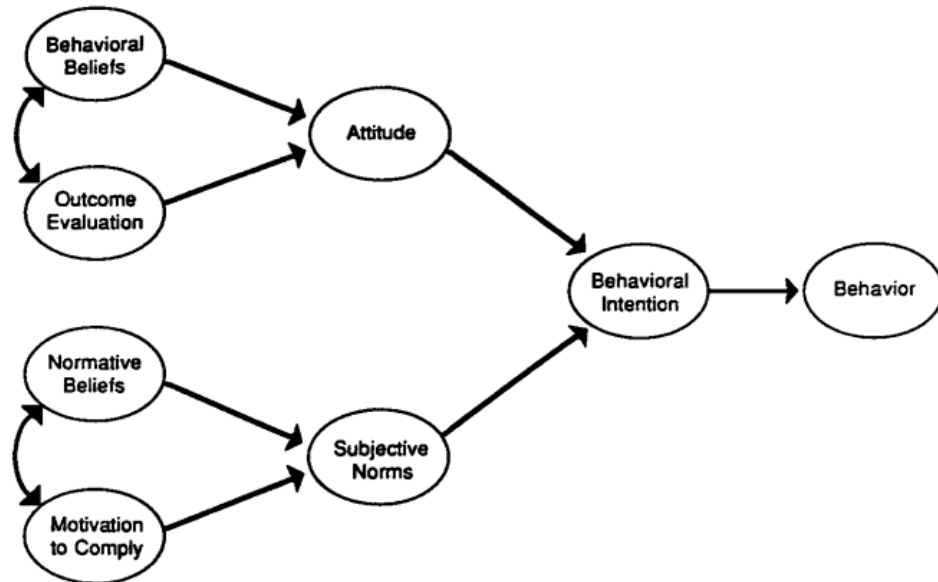 Behavioral
Beliefs
Attitude
Outcome
Evaluation
Behavioral
Intention
Behavior
Normative
Beliefs
Subjective
Norms
Motivation
to Comply